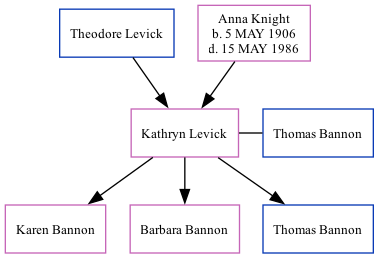 Theodore Levick
Anna Knight
b. 5 MAY 1906
d. 15 MAY 1986
Kathryn Levick
Thomas Bannon
Karen Bannon
Barbara Bannon
Thomas Bannon